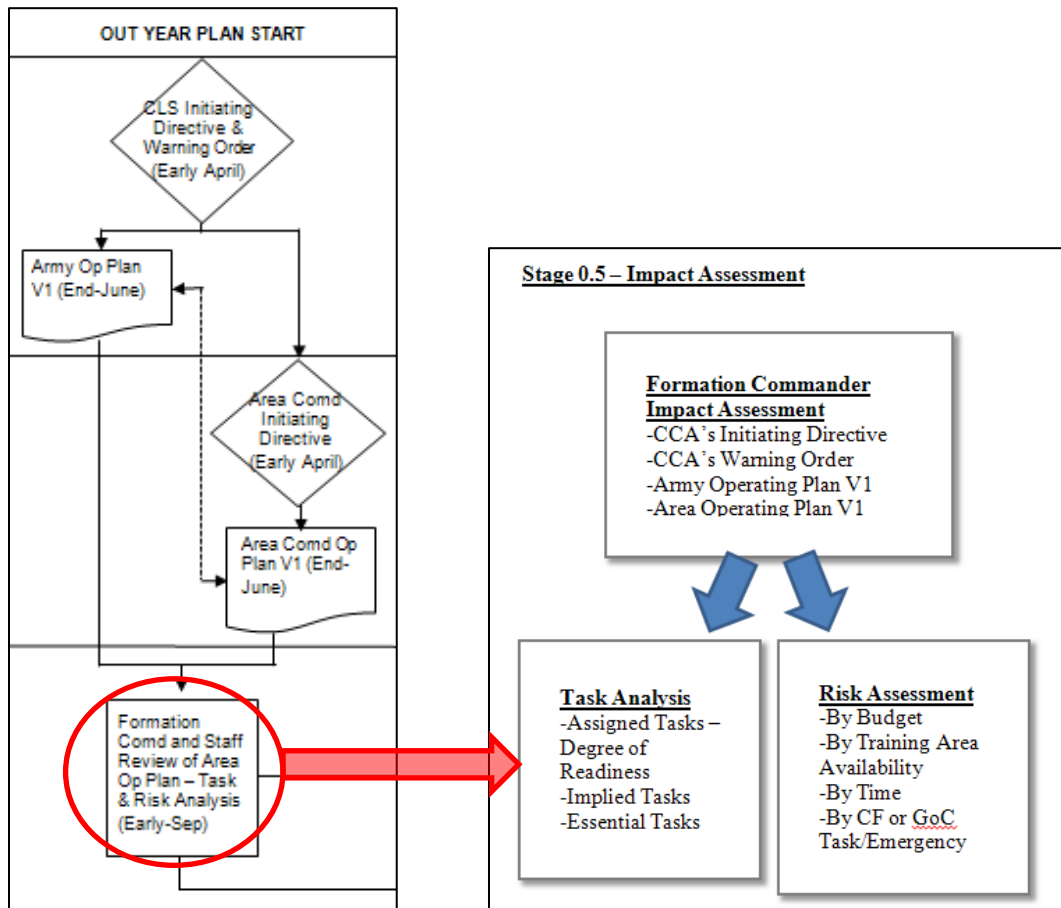 OUT YEAR PLAN START
CLS Initiating
Directive &
Warning Order
(Early April)
Army Op Plan
V1 (End-June)
Area Comd
Initiating
Directive
(Early April)
Area Comd Op
Plan V1 (End-
June)
Formation
Comd and Staff
Review of Area
Op Plan – Task
& Risk Analysis
(Early-Sep)
Stage 0.5 – Impact Assessment
Formation Commander
Impact Assessment
-CCA’s Initiating Directive
-CCA’s Warning Order
-Army Operating Plan V1
-Area Operating Plan V1
Task Analysis
-Assigned Tasks –
Degree of
Readiness
-Implied Tasks
-Essential Tasks
Risk Assessment
-By Budget
-By Training Area
Availability
-By Time
-By CF or GoC
Task/Emergency